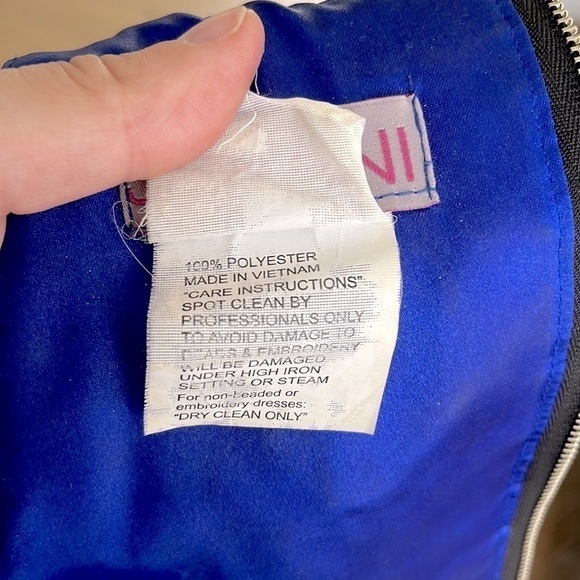 NI
100% POLYESTER
MADE IN VIETNAM
"CARE INSTRUCTIONS"
SPOT CLEAN BY
PROFESSIONALS ONLY
TO AVOID DAMAGE TO
& EMBROIDERY
WILL BE DAMAGED
UNDER HIGH IRON
SETTING OR STEAM
For non-beaded or
embroidery dresses:
"DRY CLEAN ONLY"